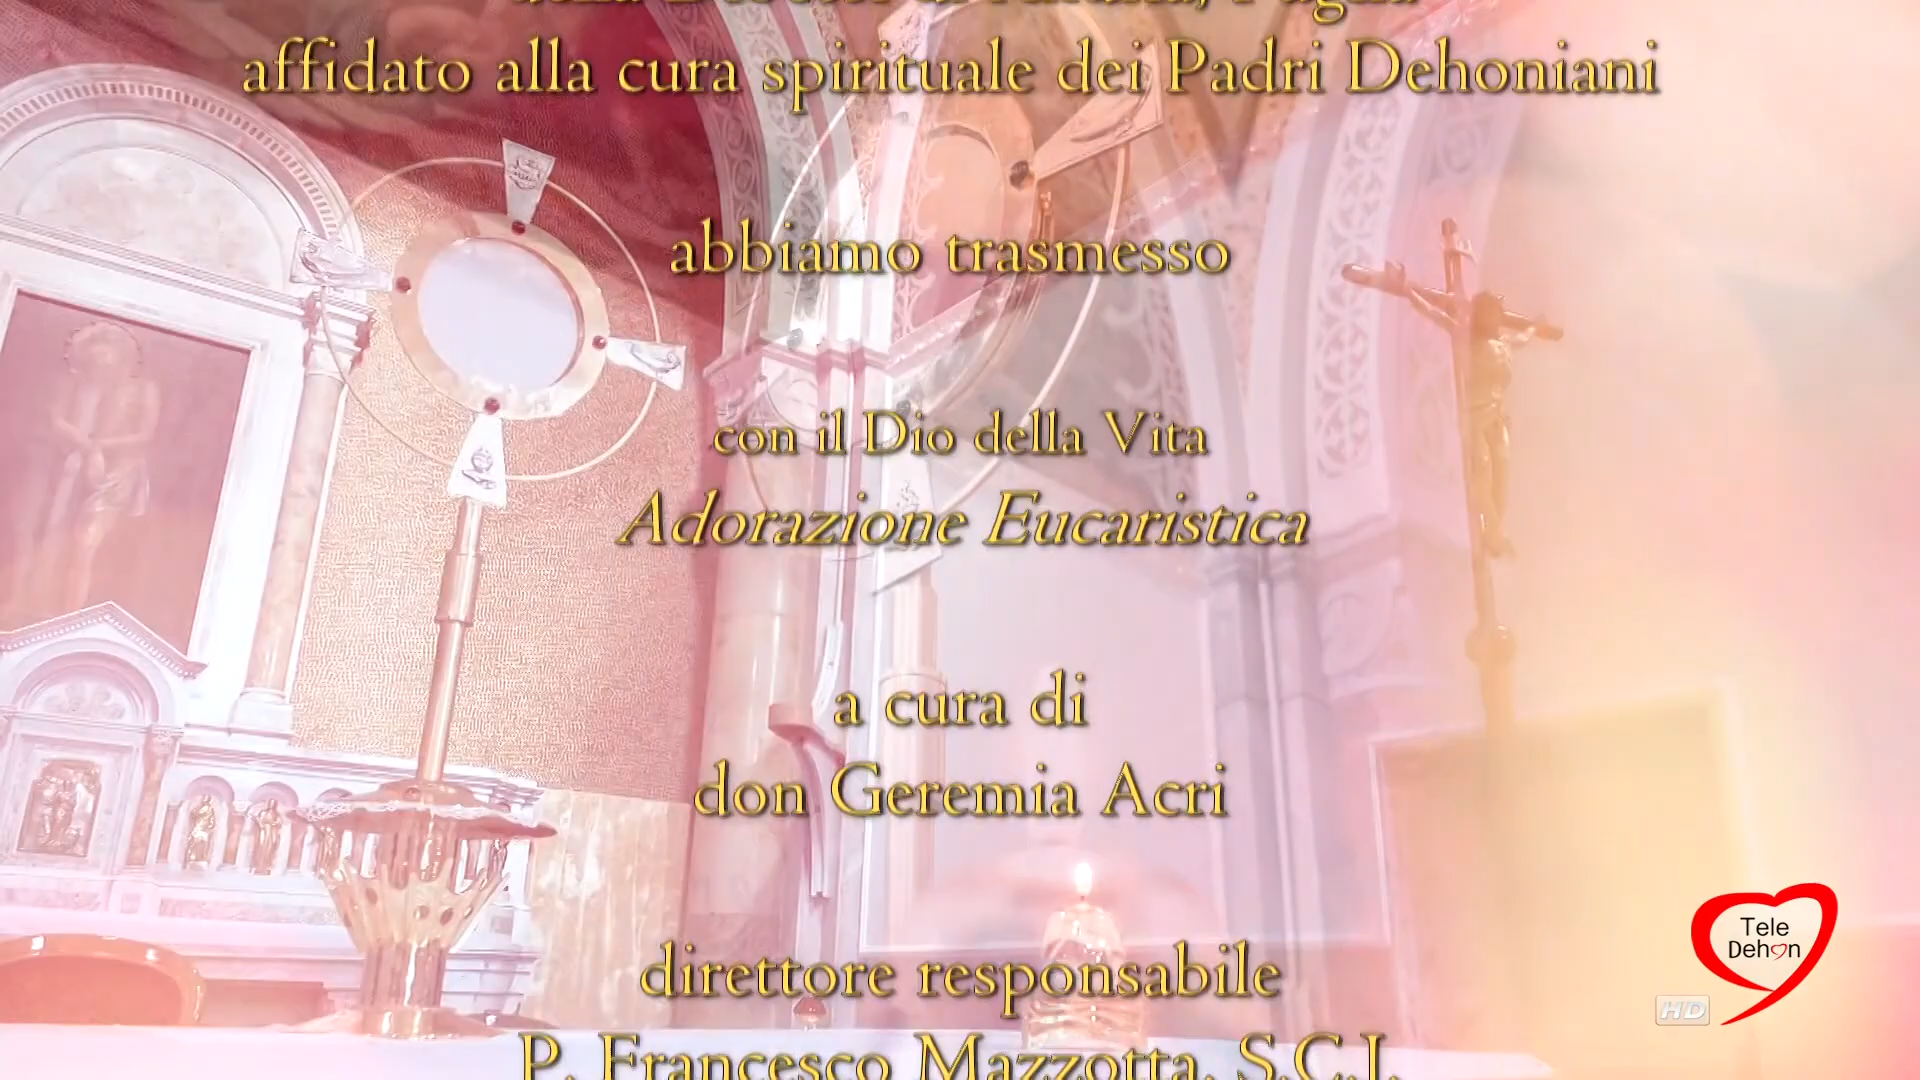 affidato alla cura spirituale dei Padri Dehoniani
abbiamo trasmesso
con il Dio della Vita
Adorazione Eucaristica
a cura di
don Geremia Acri
direttore responsabile
P. Francesco Mazzotta, S.C.J.
Tele
Dehon
HD